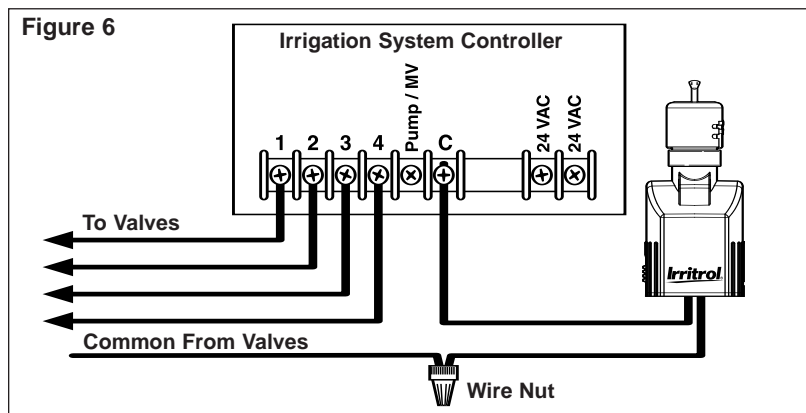 Figure 6
Irrigation System Controller
1 2 3 4 Pump / MV C 24 VAC 24 VAC
To Valves
Irritrol
Common From Valves
Wire Nut